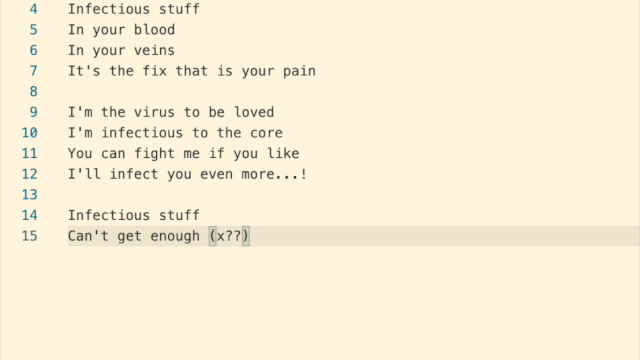 4 Infectious stuff
5 In your blood
6 In your veins
7 It's the fix that is your pain
8
9 I'm the virus to be loved
10 I'm infectious to the core
11 You can fight me if you like
12 I'll infect you even more...!
13
14 Infectious stuff
15 Can't get enough (x??)